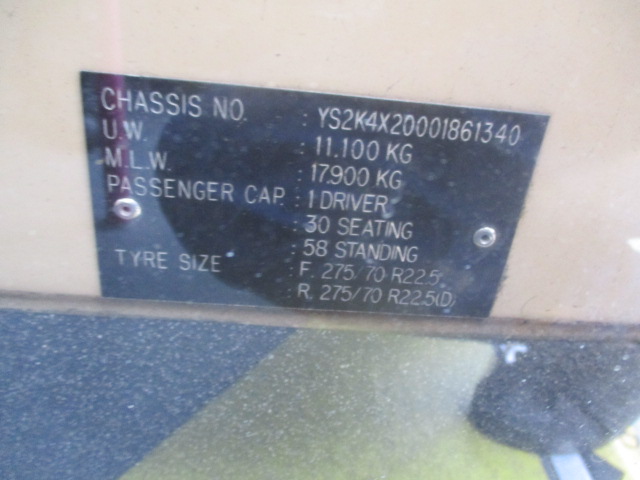 CHASSIS NO. : YS2K4X20001861340
U.W. : 11.100 KG
M.L.W. : 17.900 KG
PASSENGER CAP. : 1 DRIVER
: 30 SEATING
: 58 STANDING
TYRE SIZE : F. 275/70 R22.5
: R. 275/70 R22.5(D)